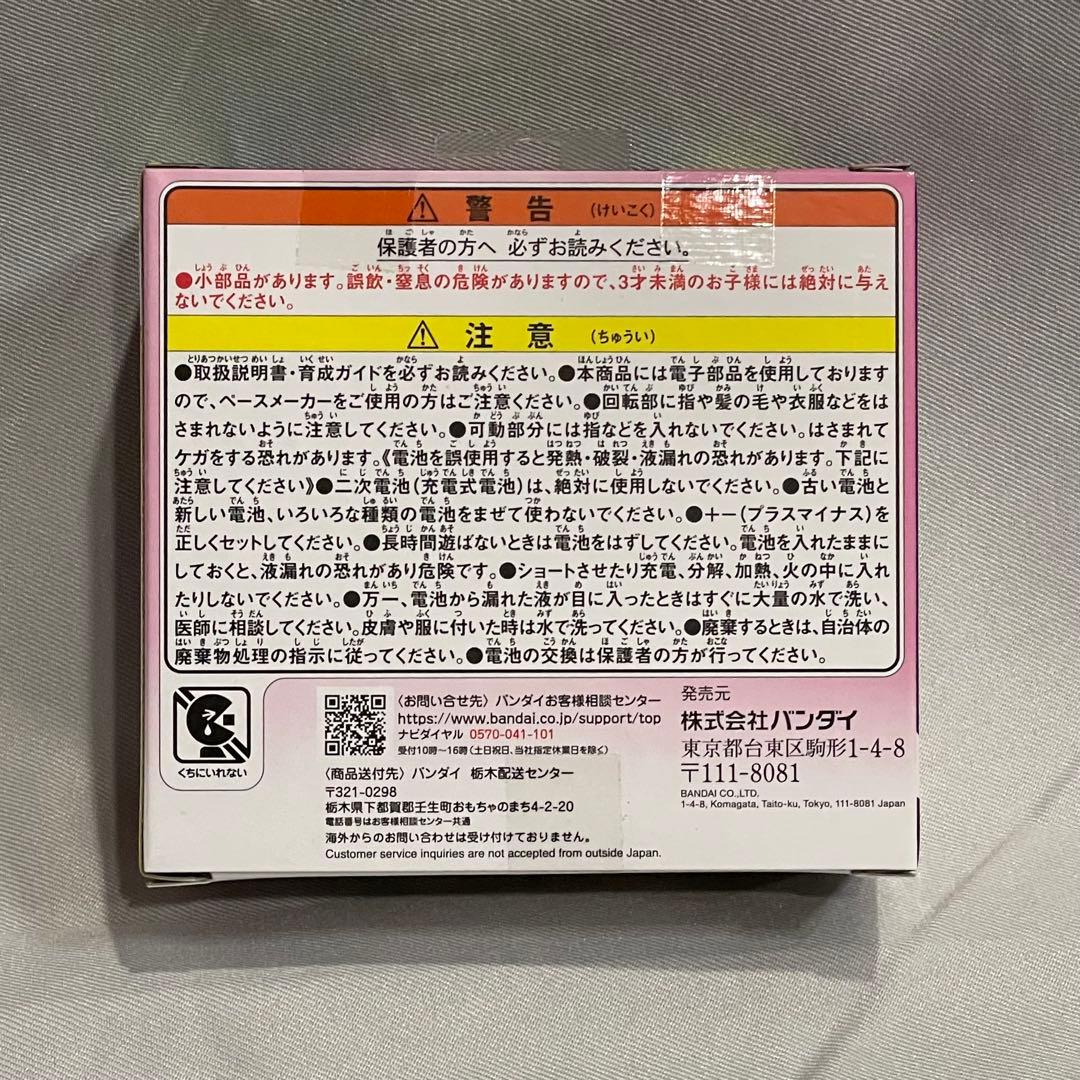 警告 (けいこく)
保護者の方へ 必ずお読みください。
●小部品があります。誤飲・窒息の危険がありますので、3才未満のお子様には絶対に与え
ないでください。
注意 (ちゅうい)
●取扱説明書・育成ガイドを必ずお読みください。●本商品には電子部品を使用しております
ので、ペースメーカーをご使用の方はご注意ください。●回転部に指や髪の毛や衣服などをは
さまれないように注意してください。●可動部分には指などを入れないでください。はさまれて
ケガをする恐れがあります。《電池を誤使用すると発熱・破裂・液漏れの恐れがあります。下記に
注意してください》●二次電池(充電式電池)は、絶対に使用しないでください。●古い電池と
新しい電池、いろいろな種類の電池をまぜて使わないでください。●+−(プラスマイナス)を
正しくセットしてください。●長時間遊ばないときは電池をはずしてください。電池を入れたままに
しておくと、液漏れの恐れがあり危険です。●ショートさせたり充電、分解、加熱、火の中に入れ
たりしないでください。●万一、電池から漏れた液が目に入ったときはすぐに大量の水で洗い、
医師に相談してください。皮膚や服に付いた時は水で洗ってください。●廃棄するときは、自治体の
廃棄物処理の指示に従ってください。●電池の交換は保護者の方が行ってください。
くちにいれない
〈お問い合せ先〉バンダイお客様相談センター
https://www.bandai.co.jp/support/top
ナビダイヤル 0570-041-101
受付10時〜16時(土日祝日、当社指定休業日を除く)
〈商品送付先〉バンダイ 栃木配送センター
〒321-0298
栃木県下都賀郡壬生町おもちゃのまち4-2-20
電話番号はお客様相談センター共通
海外からのお問い合わせは受け付けておりません。
Customer service inquiries are not accepted from outside Japan.
発売元
株式会社バンダイ
東京都台東区駒形1-4-8
〒111-8081
BANDAI CO.,LTD.
1-4-8, Komagata, Taito-ku, Tokyo, 111-8081 Japan